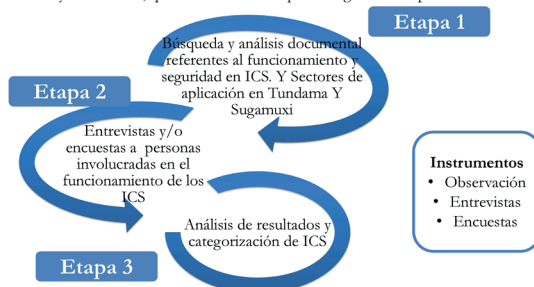 Etapa 1
Búsqueda y análisis documental
referentes al funcionamiento y
seguridad en ICS. Y Sectores de
aplicación en Tundama Y
Sugamuxi
Etapa 2
Entrevistas y/o
encuestas a personas
involucradas en el
funcionamiento de los
ICS
Instrumentos
• Observación
• Entrevistas
• Encuestas
Análisis de resultados y
categorización de ICS
Etapa 3